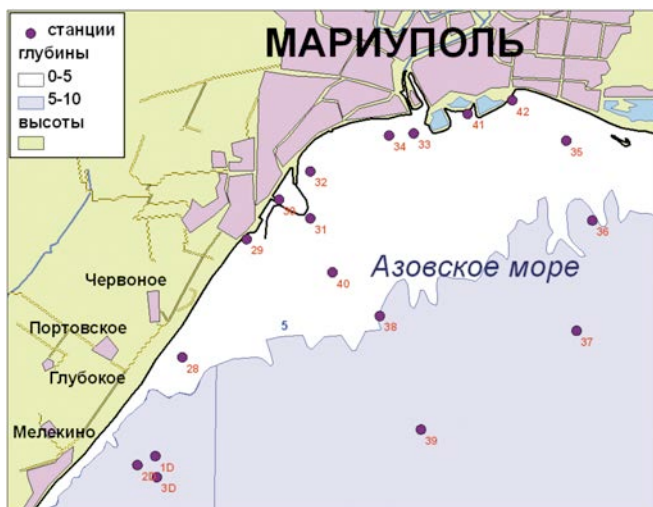 МАРИУПОЛЬ
станции
глубины
0-5
5-10
высоты
42
41
34
33
35
32
30
31
36
29
Азовское море
40
Червоное
38
5
37
Портовское
28
Глубокое
39
Мелекино
1D
2D
3D